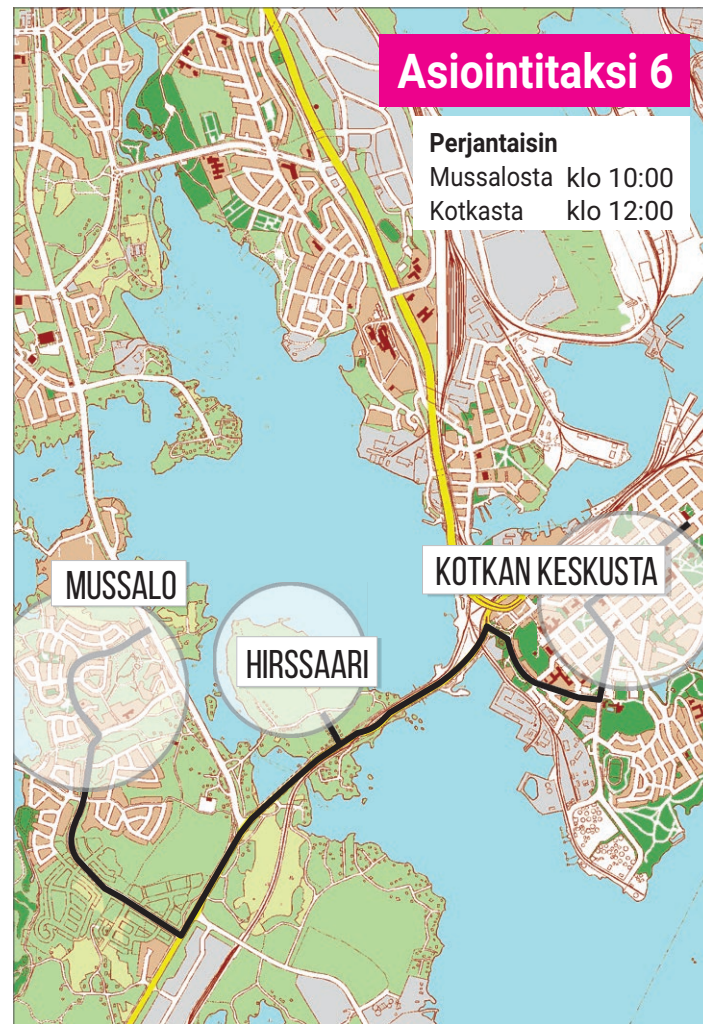 Asiointitaksi 6
Perjantaisin
Mussalosta klo 10:00
Kotkasta klo 12:00
MUSSALO
KOTKAN KESKUSTA
HIRSSAARI